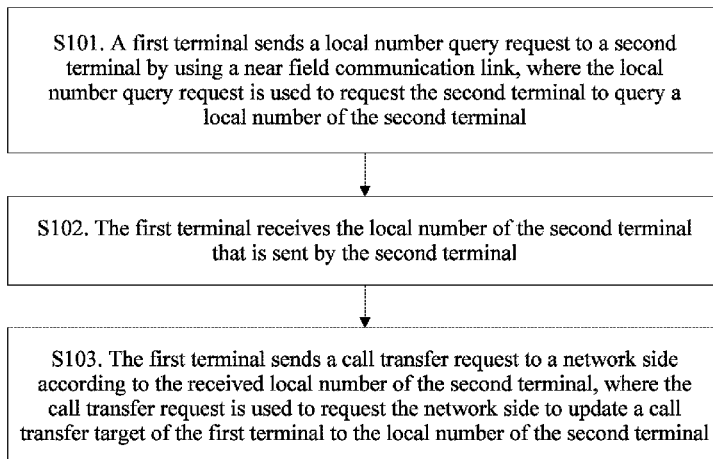 S101. A first terminal sends a local number query request to a second
terminal by using a near field communication link, where the local
number query request is used to request the second terminal to query a
local number of the second terminal
S102. The first terminal receives the local number of the second terminal
that is sent by the second terminal
S103. The first terminal sends a call transfer request to a network side
according to the received local number of the second terminal, where the
call transfer request is used to request the network side to update a call
transfer target of the first terminal to the local number of the second terminal